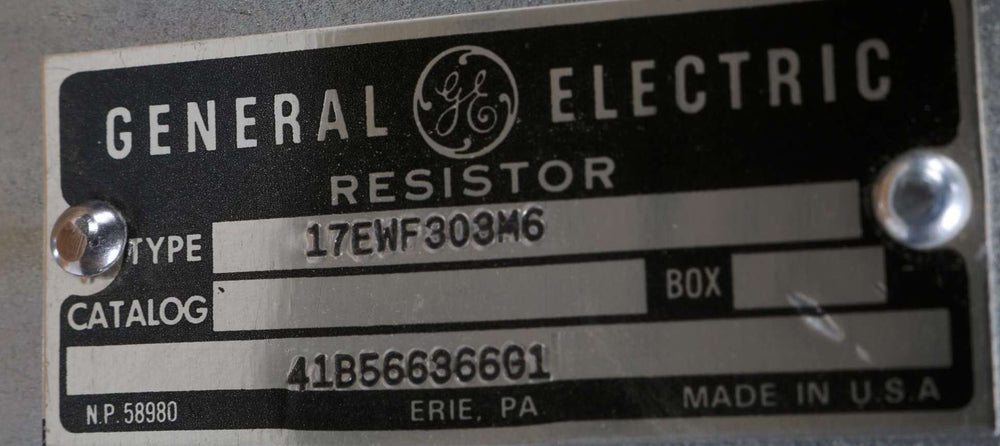 GENERAL GE ELECTRIC
RESISTOR
TYPE 17EWF303M6
CATALOG BOX
41B566366G1
N.P. 58980 ERIE, PA MADE IN U.S.A